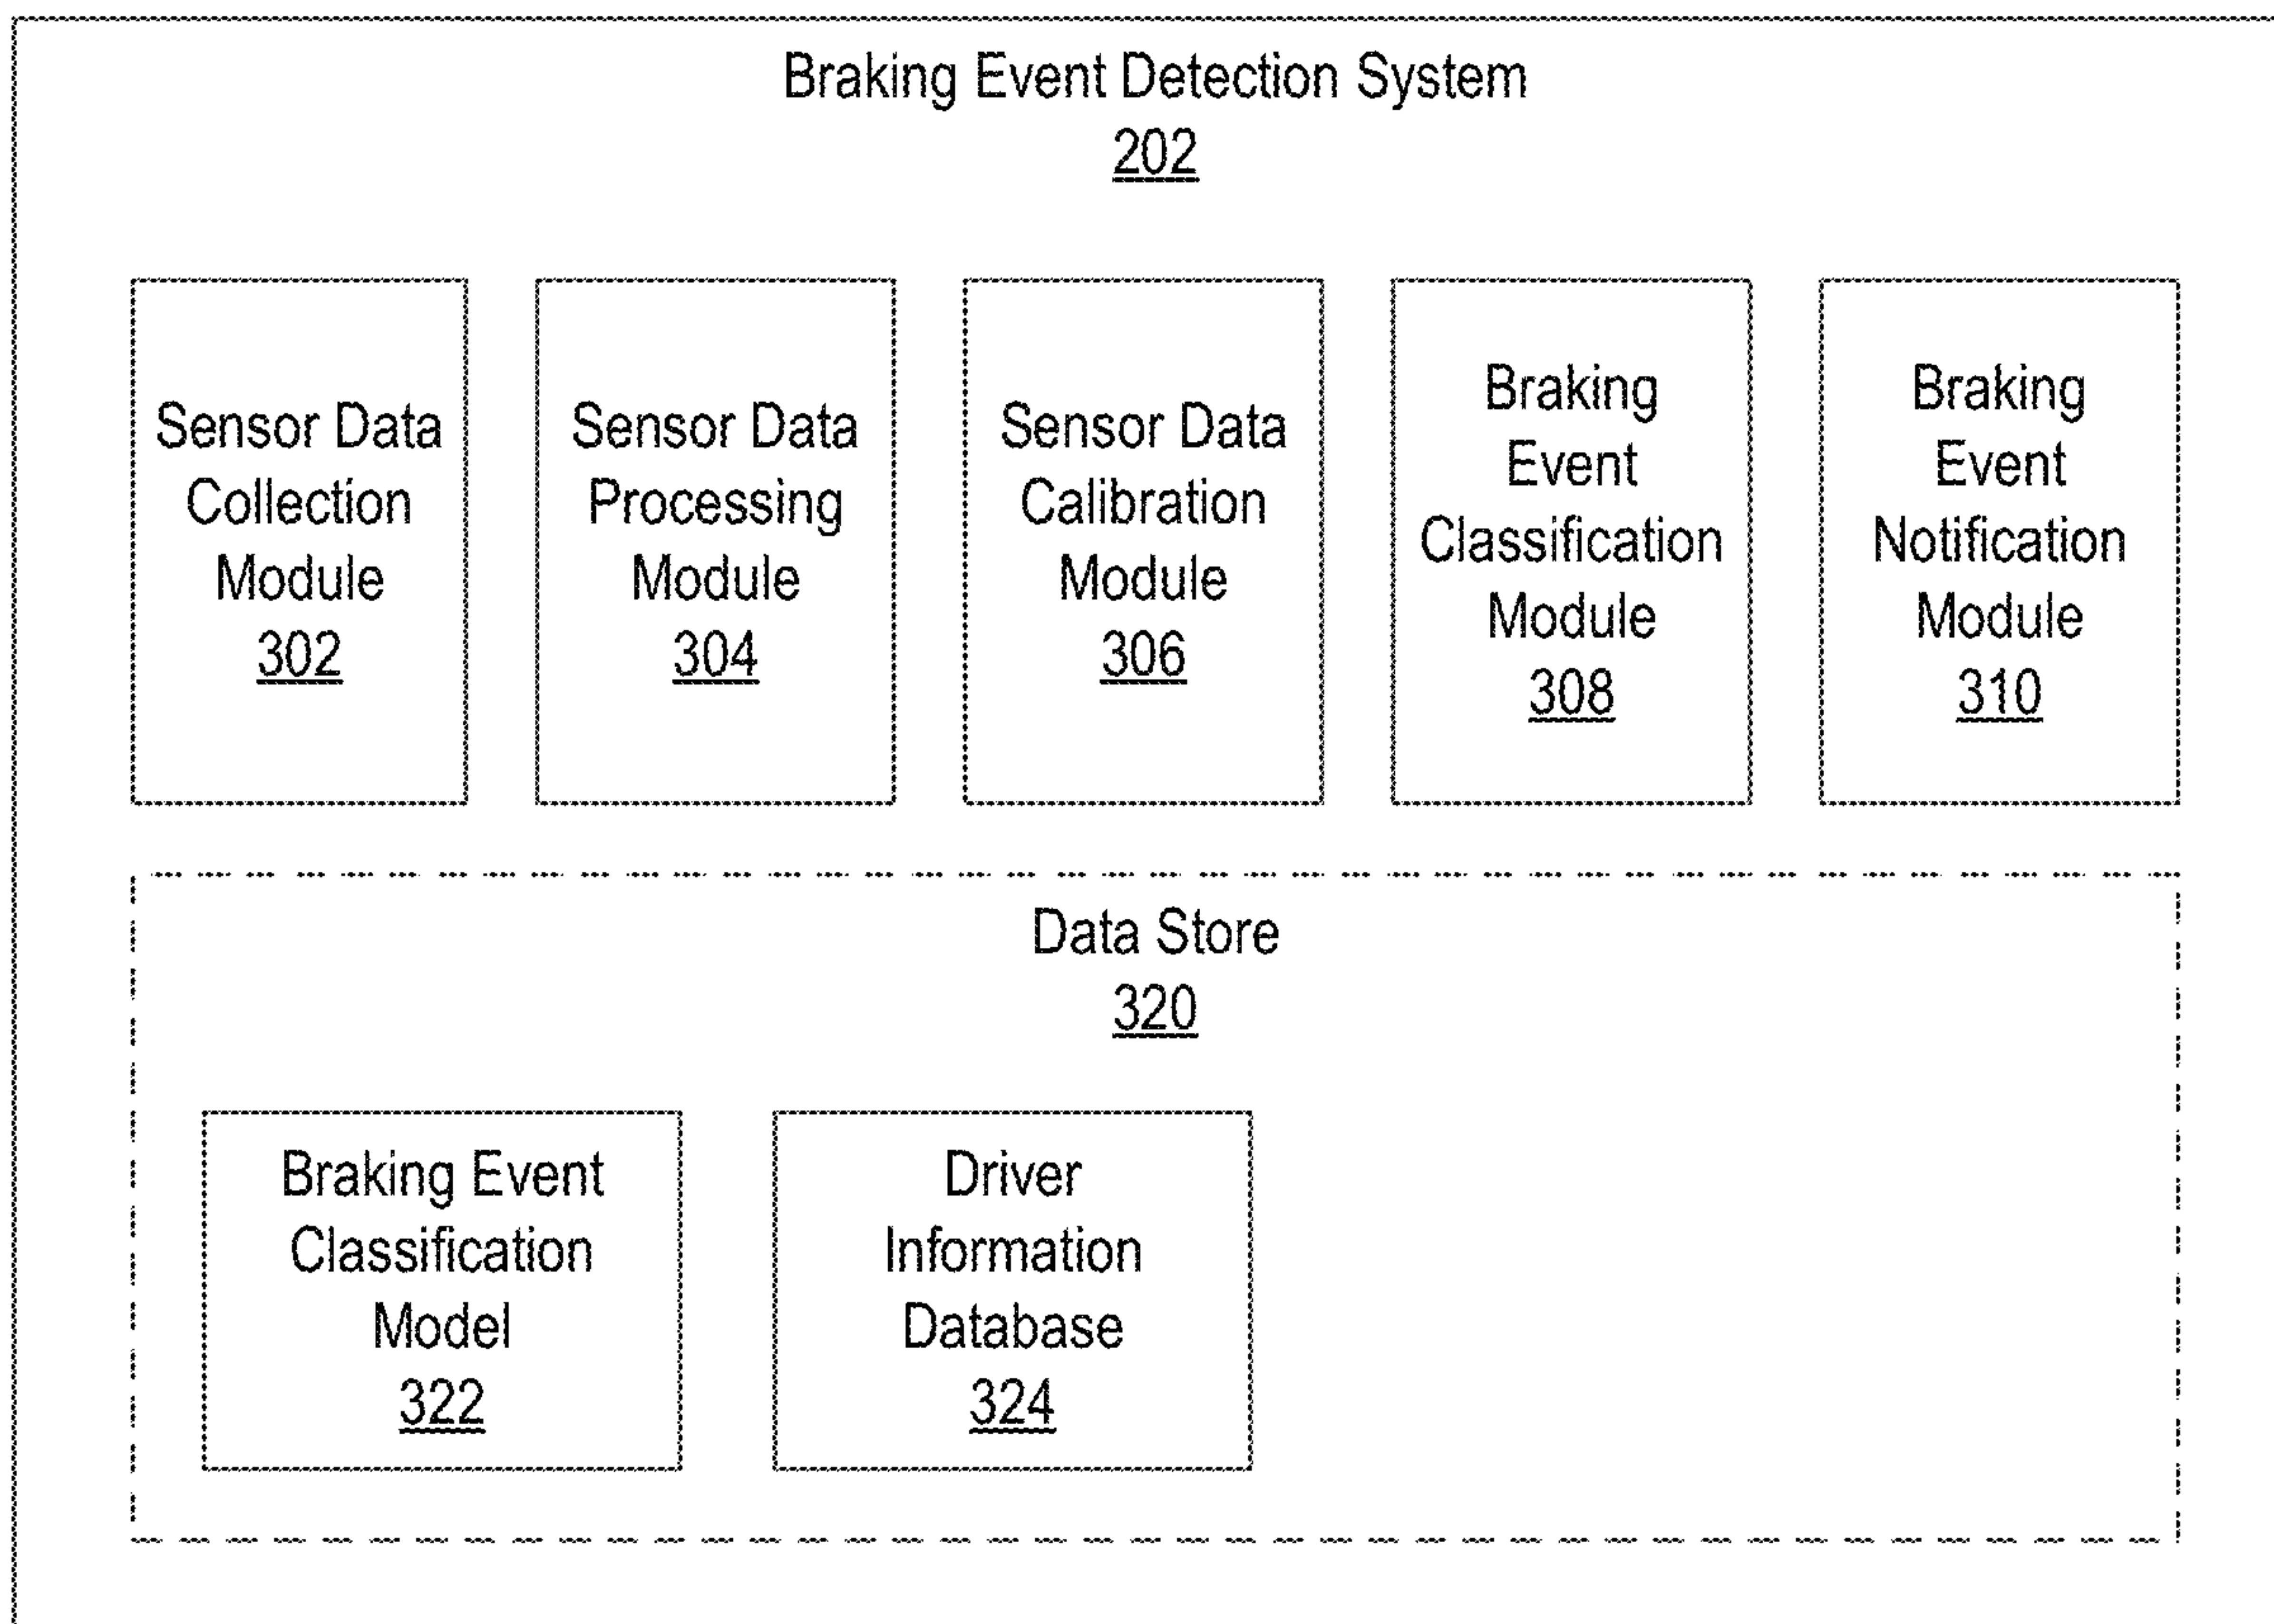 Braking Event Detection System
202
Sensor Data
Collection
Module
302
Sensor Data
Processing
Module
304
Sensor Data
Calibration
Module
306
Braking
Event
Classification
Module
308
Braking
Event
Notification
Module
310
Data Store
320
Braking Event
Classification
Model
322
Driver
Information
Database
324